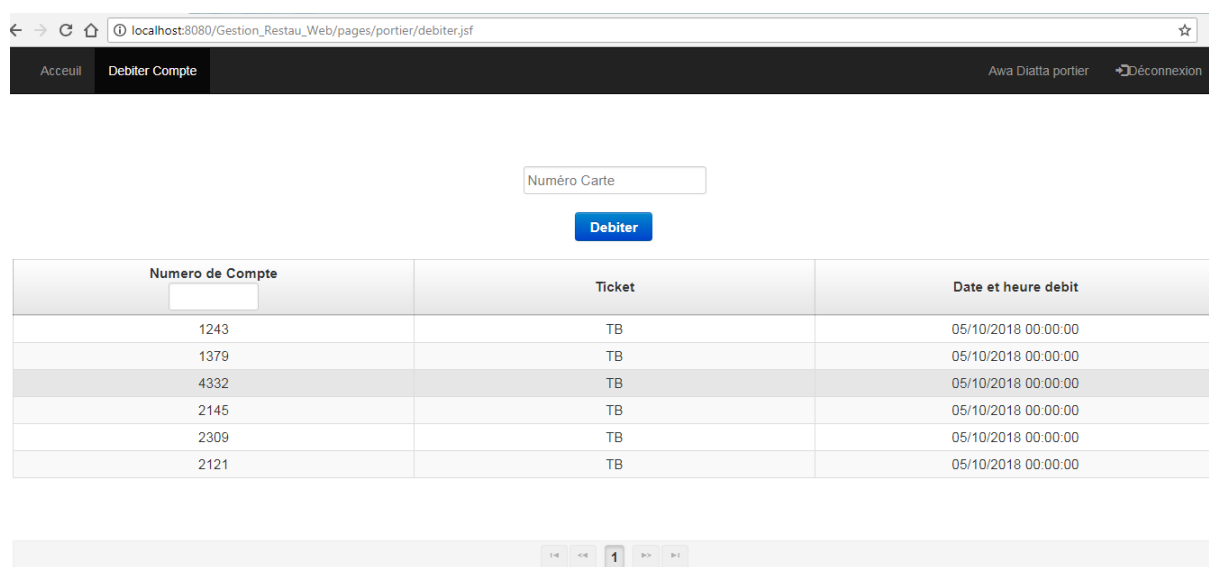 localhost:8080/Gestion_Restau_Web/pages/portier/debiter.jsf
Acceuil Debiter Compte Awa Diatta portier Déconnexion
Numéro Carte
Debiter
Numero de Compte Ticket Date et heure debit
1243 TB 05/10/2018 00:00:00
1379 TB 05/10/2018 00:00:00
4332 TB 05/10/2018 00:00:00
2145 TB 05/10/2018 00:00:00
2309 TB 05/10/2018 00:00:00
2121 TB 05/10/2018 00:00:00
1